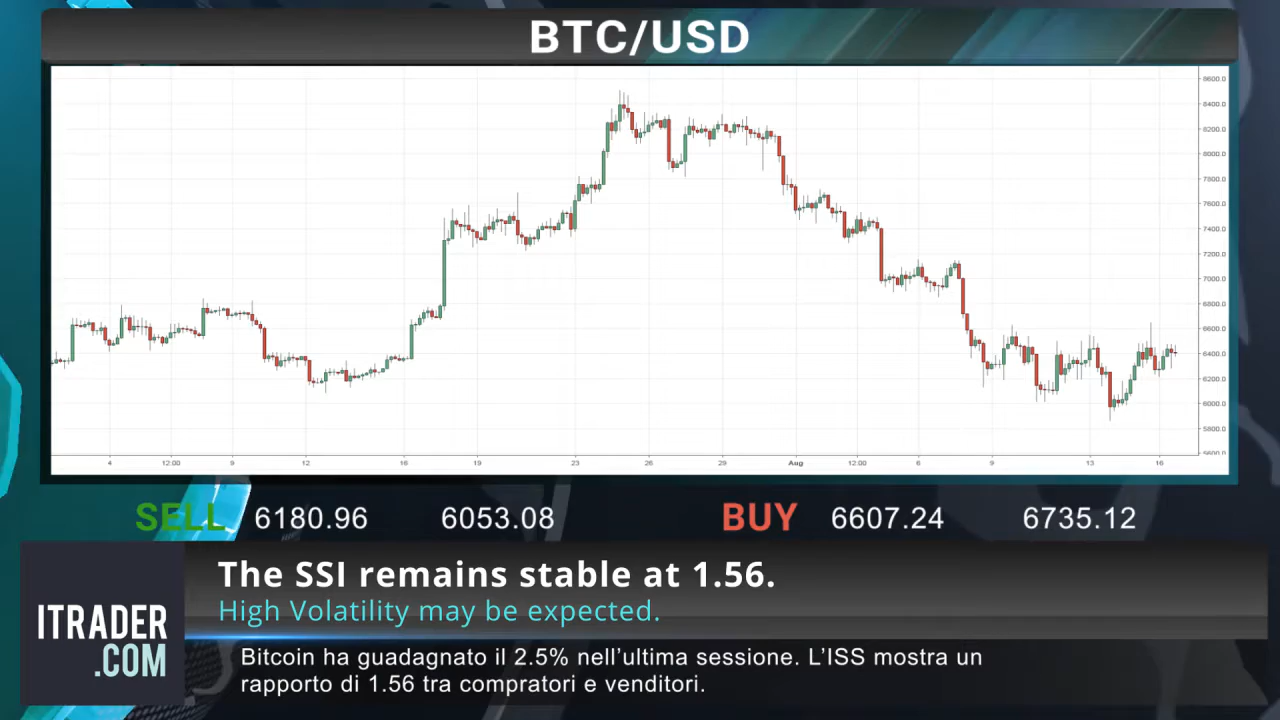 BTC/USD
8600.0
8400.0
8200.0
8000.0
7800.0
7600.0
7400.0
7200.0
7000.0
6800.0
6600.0
6400.0
6200.0
6000.0
5800.0
5600.0
4 12:00 9 12 16 19 23 26 29 Aug 12:00 6 9 13 16
SELL 6180.96 6053.08 BUY 6607.24 6735.12
The SSI remains stable at 1.56.
High Volatility may be expected.
ITRADER
.COM
Bitcoin ha guadagnato il 2.5% nell'ultima sessione. L'ISS mostra un
rapporto di 1.56 tra compratori e venditori.